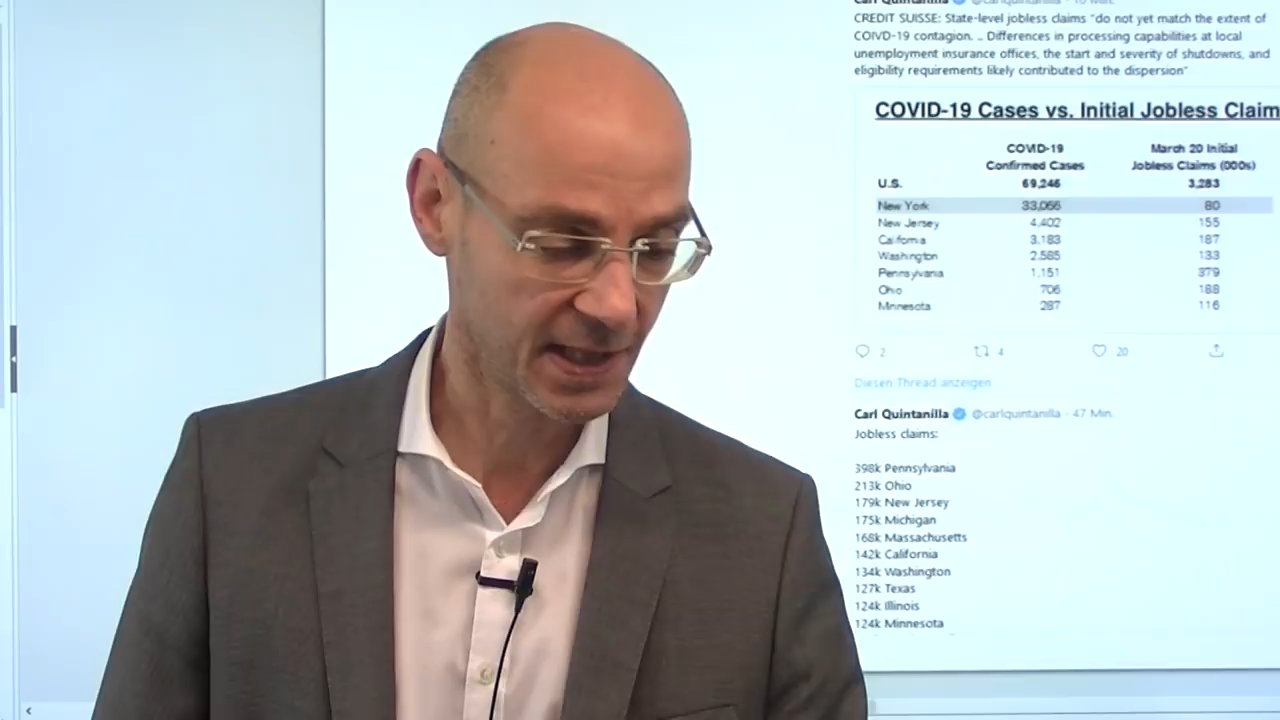 Carl Quintanilla @carlquintanilla · 10 Min.
CREDIT SUISSE: State-level jobless claims "do not yet match the extent of
COIVD-19 contagion. .. Differences in processing capabilities at local
unemployment insurance offices, the start and severity of shutdowns, and
eligibility requirements likely contributed to the dispersion"
COVID-19 Cases vs. Initial Jobless Claim
COVID-19 March 20 Initial
Confirmed Cases Jobless Claims (000s)
U.S. 69,246 3,283
New York 33,066 80
New Jersey 4,402 155
California 3,183 187
Washington 2,585 133
Pennsylvania 1,151 379
Ohio 706 188
Minnesota 287 116
2 4 20
Diesen Thread anzeigen
Carl Quintanilla @carlquintanilla · 47 Min.
Jobless claims:
398k Pennsylvania
213k Ohio
179k New Jersey
175k Michigan
168k Massachusetts
142k California
134k Washington
127k Texas
124k Illinois
124k Minnesota